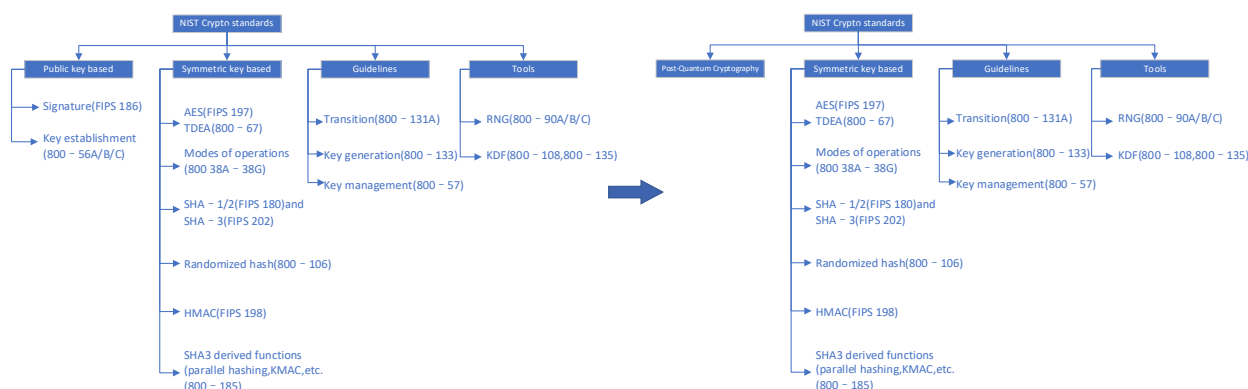 NIST Crypto standards
Public key based
Signature(FIPS 186)
Key establishment
(800 – 56A/B/C)
Symmetric key based
AES(FIPS 197)
TDEA(800 – 67)
Modes of operations
(800 38A – 38G)
SHA – 1/2(FIPS 180)and
SHA – 3(FIPS 202)
Randomized hash(800 – 106)
HMAC(FIPS 198)
SHA3 derived functions
(parallel hashing,KMAC,etc.
(800 – 185)
Guidelines
Transition(800 – 131A)
Key generation(800 – 133)
Key management(800 – 57)
Tools
RNG(800 – 90A/B/C)
KDF(800 – 108,800 – 135)
NIST Crypto standards
Post-Quantum Cryptography
Symmetric key based
AES(FIPS 197)
TDEA(800 – 67)
Modes of operations
(800 38A – 38G)
SHA – 1/2(FIPS 180)and
SHA – 3(FIPS 202)
Randomized hash(800 – 106)
HMAC(FIPS 198)
SHA3 derived functions
(parallel hashing,KMAC,etc.
(800 – 185)
Guidelines
Transition(800 – 131A)
Key generation(800 – 133)
Key management(800 – 57)
Tools
RNG(800 – 90A/B/C)
KDF(800 – 108,800 – 135)